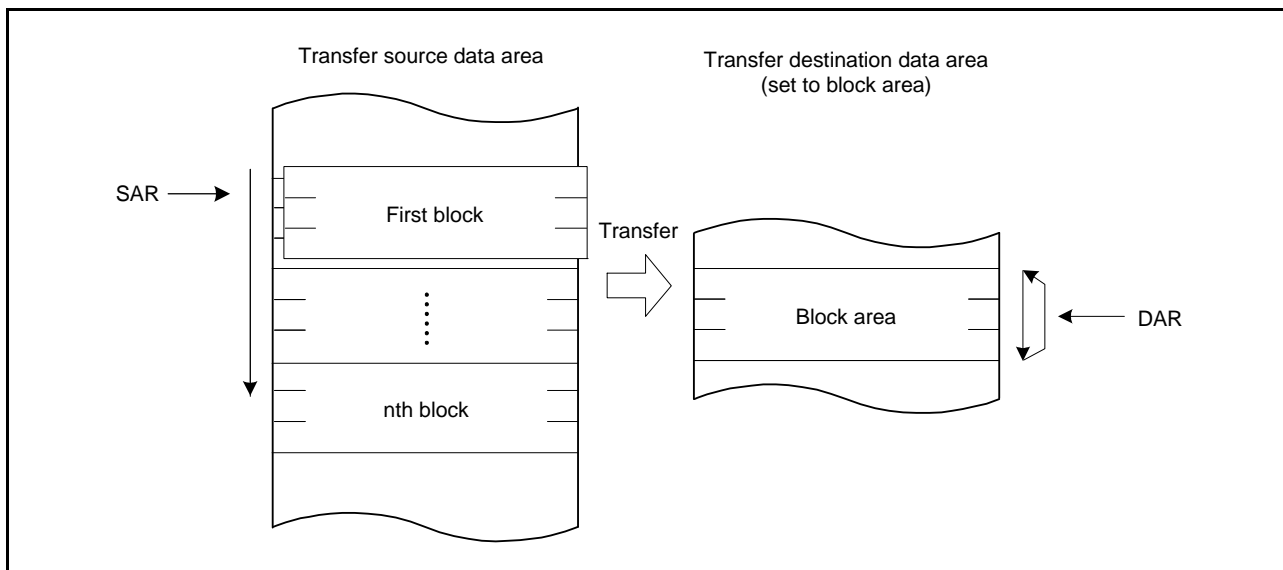 Transfer source data area
Transfer destination data area
(set to block area)
SAR
First block
Transfer
Block area
DAR
nth block